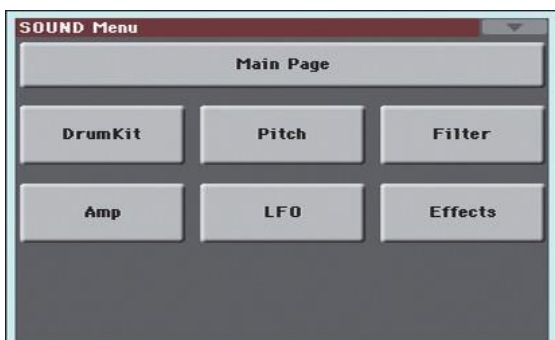 SOUND Menu
Main Page
DrumKit Pitch Filter
Amp LFO Effects